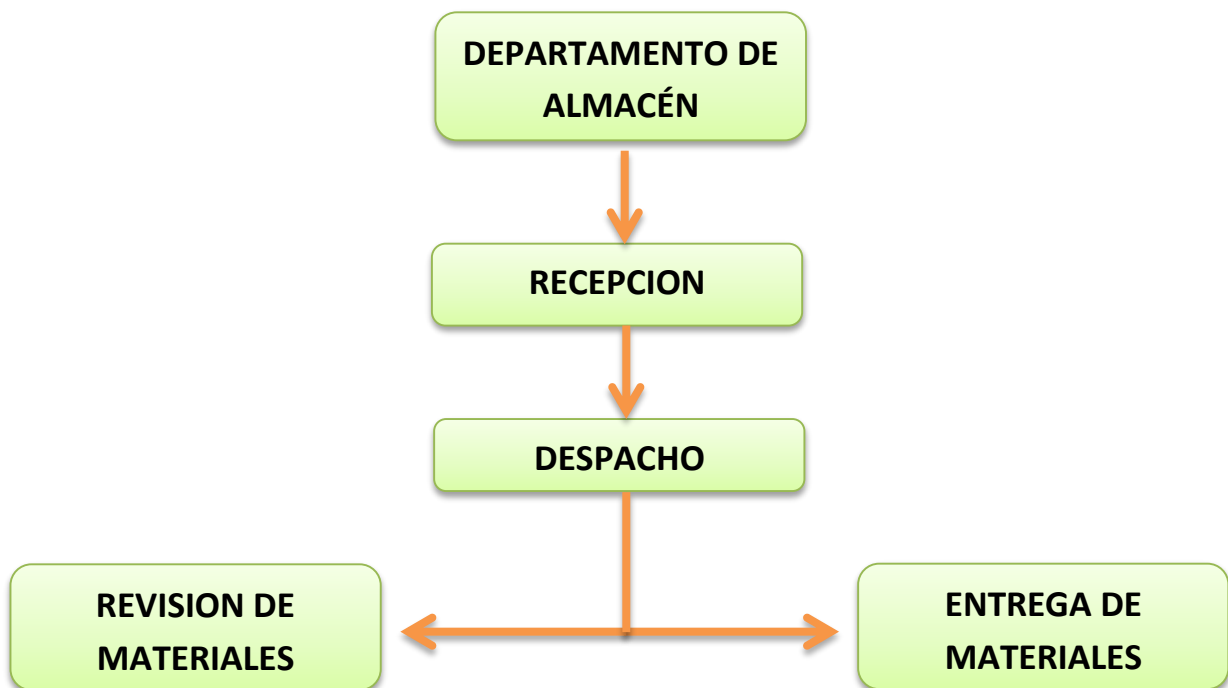 DEPARTAMENTO DE
ALMACÉN
RECEPCION
DESPACHO
REVISION DE
MATERIALES
ENTREGA DE
MATERIALES